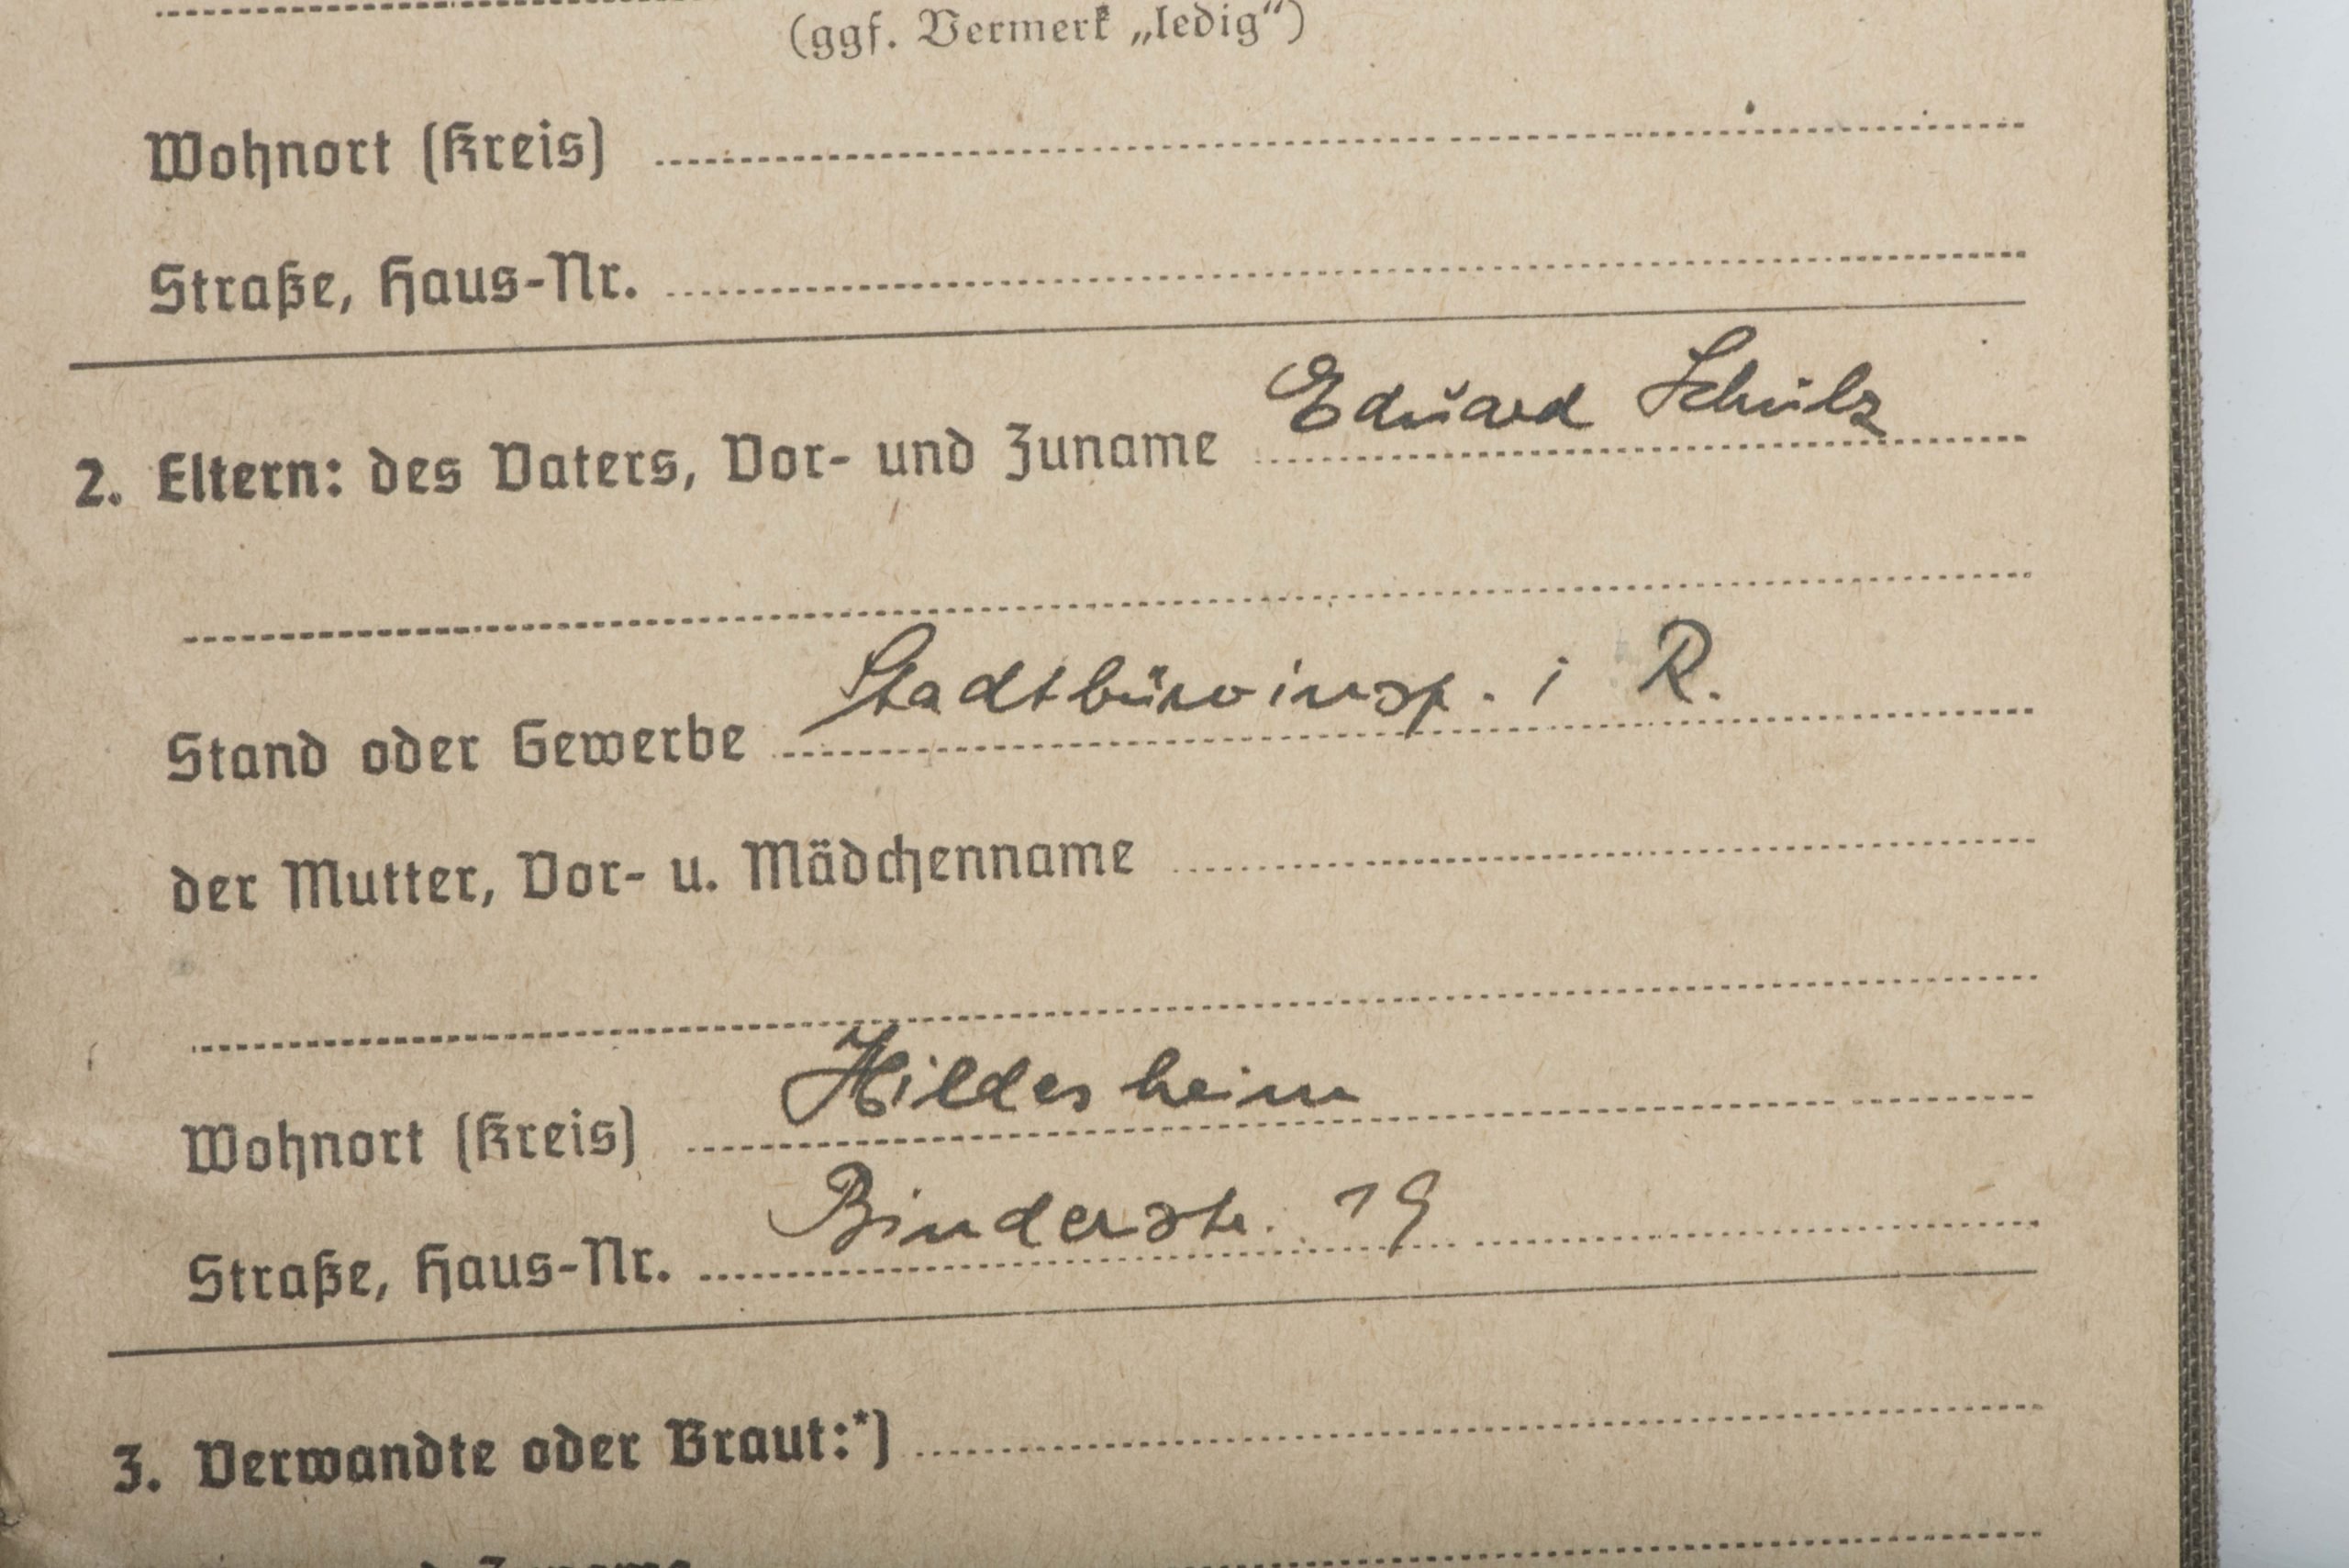 (ggf. Vermerk „ledig“)
Wohnort (Kreis)
Straße, Haus-Nr.
2. Eltern: des Vaters, Vor- und Zuname Eduard Schulz
Stand oder Gewerbe Stadtbüroinsp. i R.
der Mutter, Vor- u. Mädchenname
Wohnort (Kreis) Hildesheim
Straße, Haus-Nr. Binderstr. 19
3. Verwandte oder Braut:*)